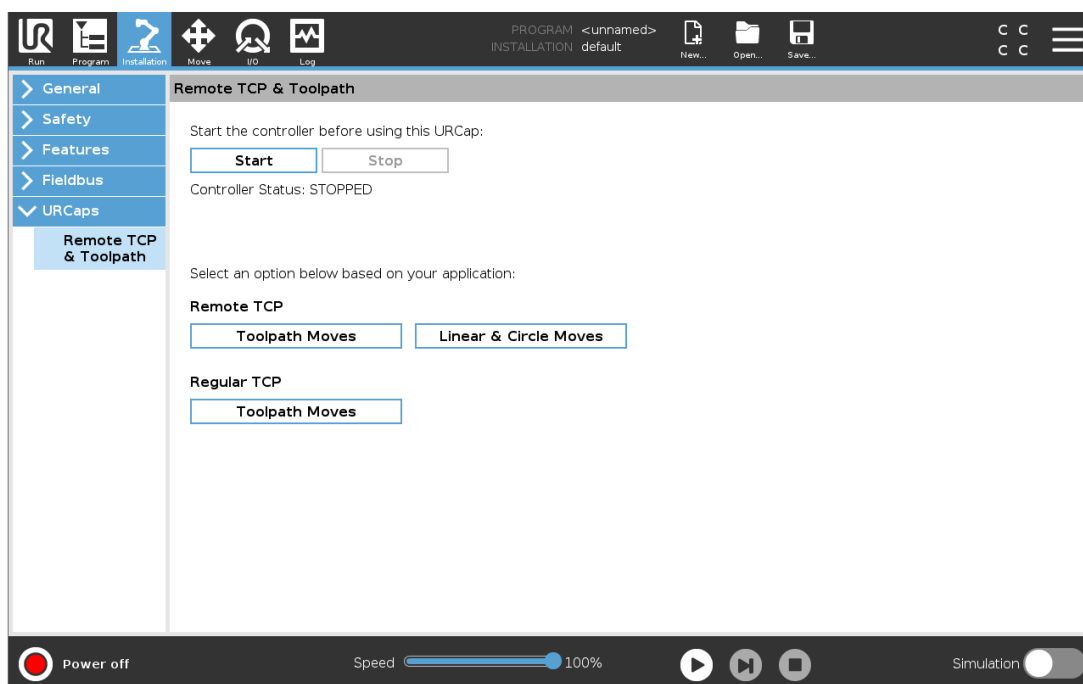 UR
Run
Program
Installation
Move
I/O
Log
PROGRAM <unnamed>
INSTALLATION default
New...
Open...
Save...
C C
C C
General
Safety
Features
Fieldbus
URCaps
Remote TCP
& Toolpath
Remote TCP & Toolpath
Start the controller before using this URCap:
Start Stop
Controller Status: STOPPED
Select an option below based on your application:
Remote TCP
Toolpath Moves Linear & Circle Moves
Regular TCP
Toolpath Moves
Power off
Speed 100%
Simulation